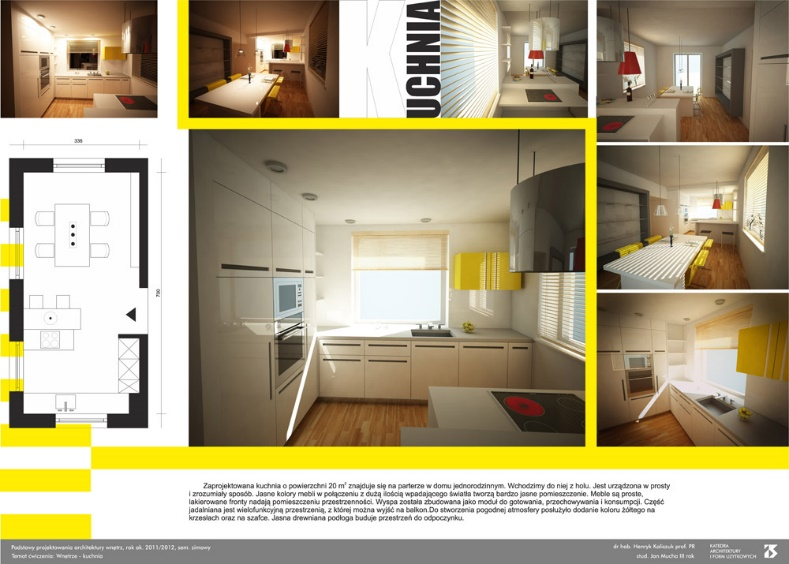 KUCHNIA
338
750
Zaprojektowana kuchnia o powierzchni 20 m² znajduje się na parterze w domu jednorodzinnym. Wchodzimy do niej z holu. Jest urządzona w prosty
i zrozumiały sposób. Jasne kolory mebli w połączeniu z dużą ilością wpadającego światła tworzą bardzo jasne pomieszczenie. Meble są proste,
lakierowane fronty nadają pomieszczeniu przestrzenności. Wyspa została zbudowana jako moduł do gotowania, przechowywania i konsumpcji. Część
jadalniana jest wielofunkcyjną przestrzenią, z której można wyjść na balkon.Do stworzenia pogodnej atmosfery posłużyło dodanie koloru żółtego na
krzesłach oraz na szafce. Jasna drewniana podłoga buduje przestrzeń do odpoczynku.
Podstawy projektowania architektury wnętrz, rok ak. 2011/2012, sem. zimowy
Temat ćwiczenia: Wnętrze - kuchnia
dr hab. Henryk Kaliszuk prof. PR
stud. Jan Mucha III rok
KATEDRA
ARCHITEKTURY
I FORM UŻYTKOWYCH